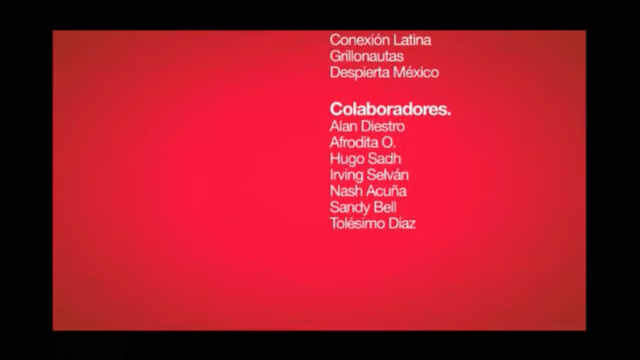 Conexión Latina
Grillonautas
Despierta México
Colaboradores.
Alan Diestro
Afrodita O.
Hugo Sadh
Irving Selván
Nash Acuña
Sandy Bell
Tolésimo Díaz